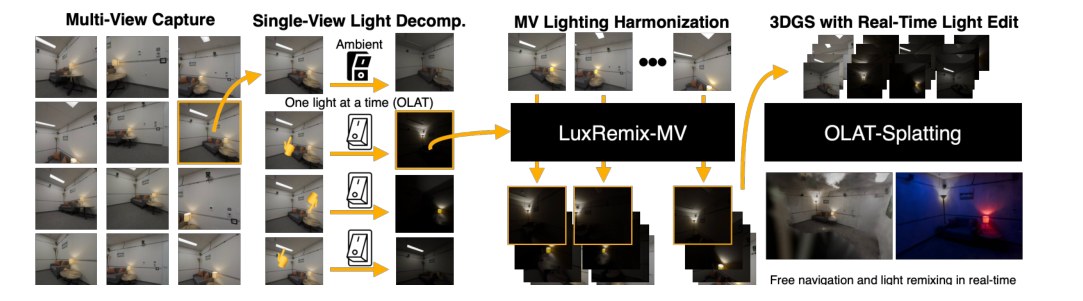 Multi-View Capture
Single-View Light Decomp.
MV Lighting Harmonization
3DGS with Real-Time Light Edit
Ambient
One light at a time (OLAT)
LuxRemix-MV
OLAT-Splatting
Free navigation and light remixing in real-time